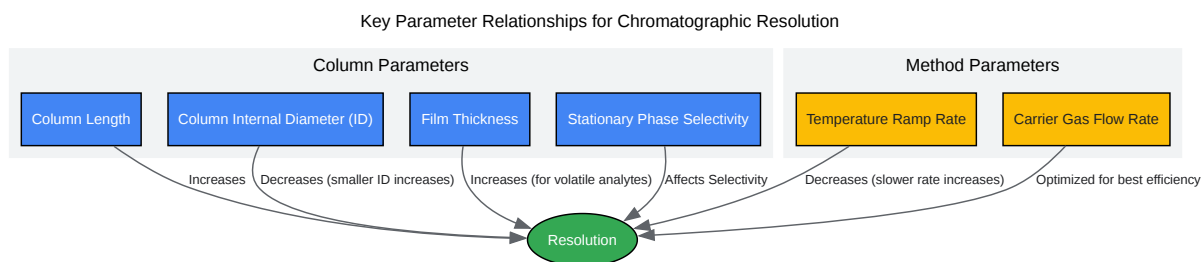 Key Parameter Relationships for Chromatographic Resolution
Column Parameters
Method Parameters
Column Length
Column Internal Diameter (ID)
Film Thickness
Stationary Phase Selectivity
Temperature Ramp Rate
Carrier Gas Flow Rate
Increases
Decreases (smaller ID increases)
Increases (for volatile analytes)
Affects Selectivity
Decreases (slower rate increases)
Optimized for best efficiency
Resolution